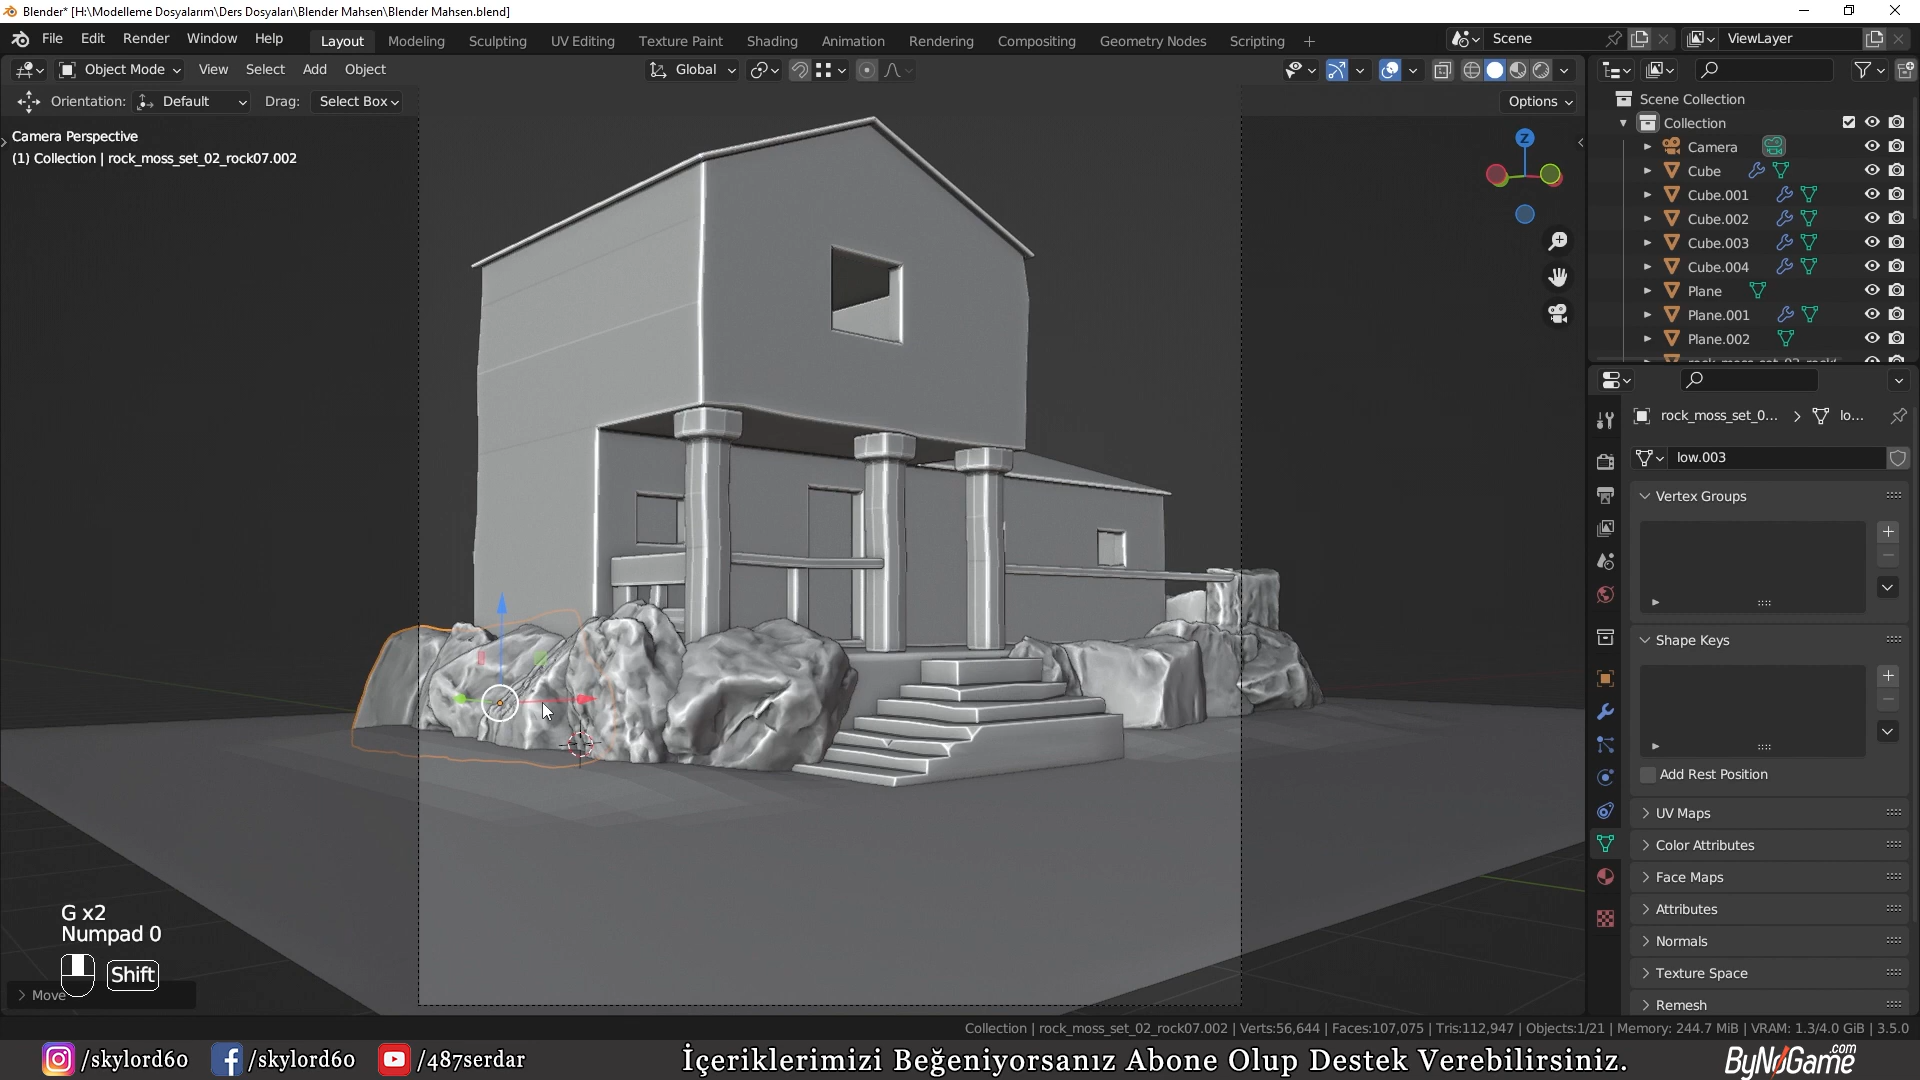 Blender* [H:\Modelleme Dosyalarım\Ders Dosyaları\Blender Mahsen\Blender Mahsen.blend]
File Edit Render Window Help
Layout Modeling Sculpting UV Editing Texture Paint Shading Animation Rendering Compositing Geometry Nodes Scripting +
Scene
ViewLayer
Object Mode View Select Add Object
Global
Orientation: Default Drag: Select Box
Options
Camera Perspective
(1) Collection | rock_moss_set_02_rock07.002
Z
Scene Collection
Collection
Camera
Cube
Cube.001
Cube.002
Cube.003
Cube.004
Plane
Plane.001
Plane.002
rock_moss_set_0... > lo...
low.003
Vertex Groups
Shape Keys
Add Rest Position
UV Maps
Color Attributes
Face Maps
Attributes
Normals
Texture Space
Remesh
G x2
Numpad 0
Shift
Move
Collection | rock_moss_set_02_rock07.002 | Verts:56,644 | Faces:107,075 | Tris:112,947 | Objects:1/21 | Memory: 244.7 MiB | VRAM: 1.3/4.0 GiB | 3.5.0
/skylord60 /skylord60 /487serdar
İçeriklerimizi Beğeniyorsanız Abone Olup Destek Verebilirsiniz.
ByNoGame.com